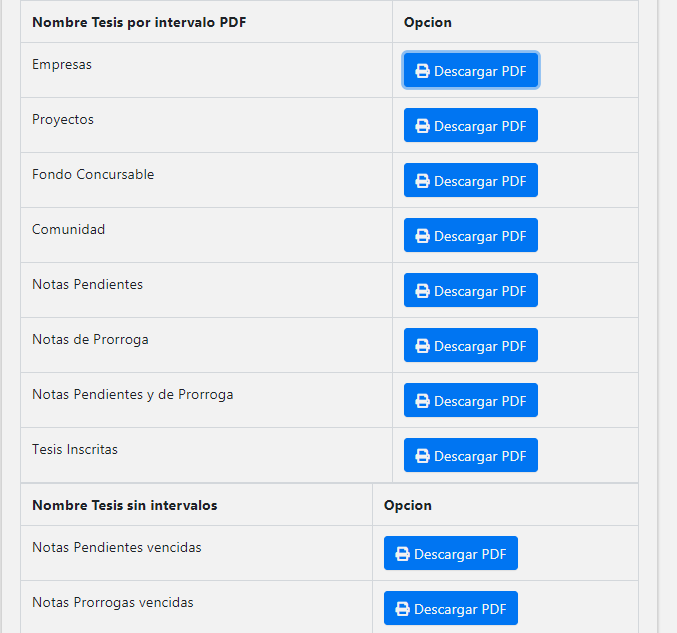 Nombre Tesis por intervalo PDF Opcion
Empresas Descargar PDF
Proyectos Descargar PDF
Fondo Concursable Descargar PDF
Comunidad Descargar PDF
Notas Pendientes Descargar PDF
Notas de Prorroga Descargar PDF
Notas Pendientes y de Prorroga Descargar PDF
Tesis Inscritas Descargar PDF
Nombre Tesis sin intervalos Opcion
Notas Pendientes vencidas Descargar PDF
Notas Prorrogas vencidas Descargar PDF